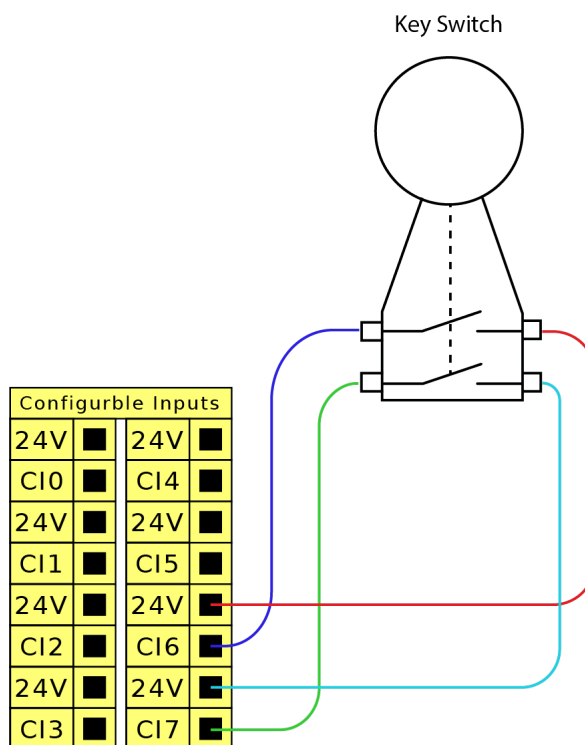 Key Switch
Configurble Inputs
24V 24V
CI0 CI4
24V 24V
CI1 CI5
24V 24V
CI2 CI6
24V 24V
CI3 CI7